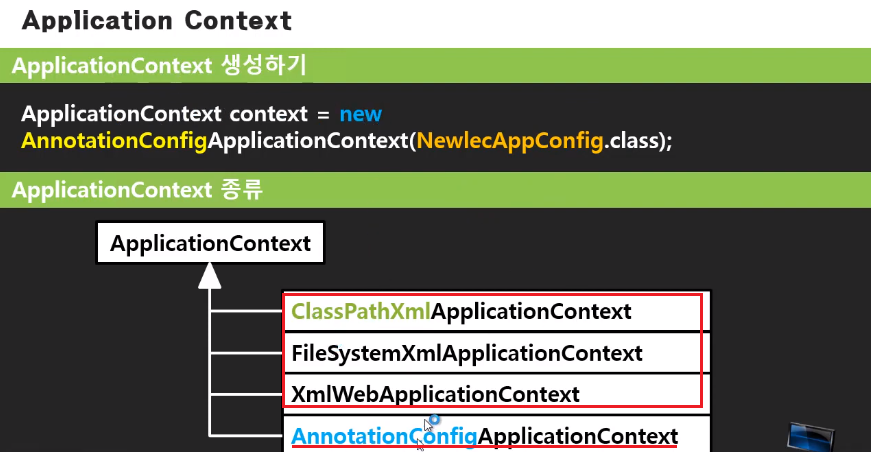 Application Context
ApplicationContext 생성하기
ApplicationContext context = new
AnnotationConfigApplicationContext(NewlecAppConfig.class);
ApplicationContext 종류
ApplicationContext
ClassPathXmlApplicationContext
FileSystemXmlApplicationContext
XmlWebApplicationContext
AnnotationConfigApplicationContext